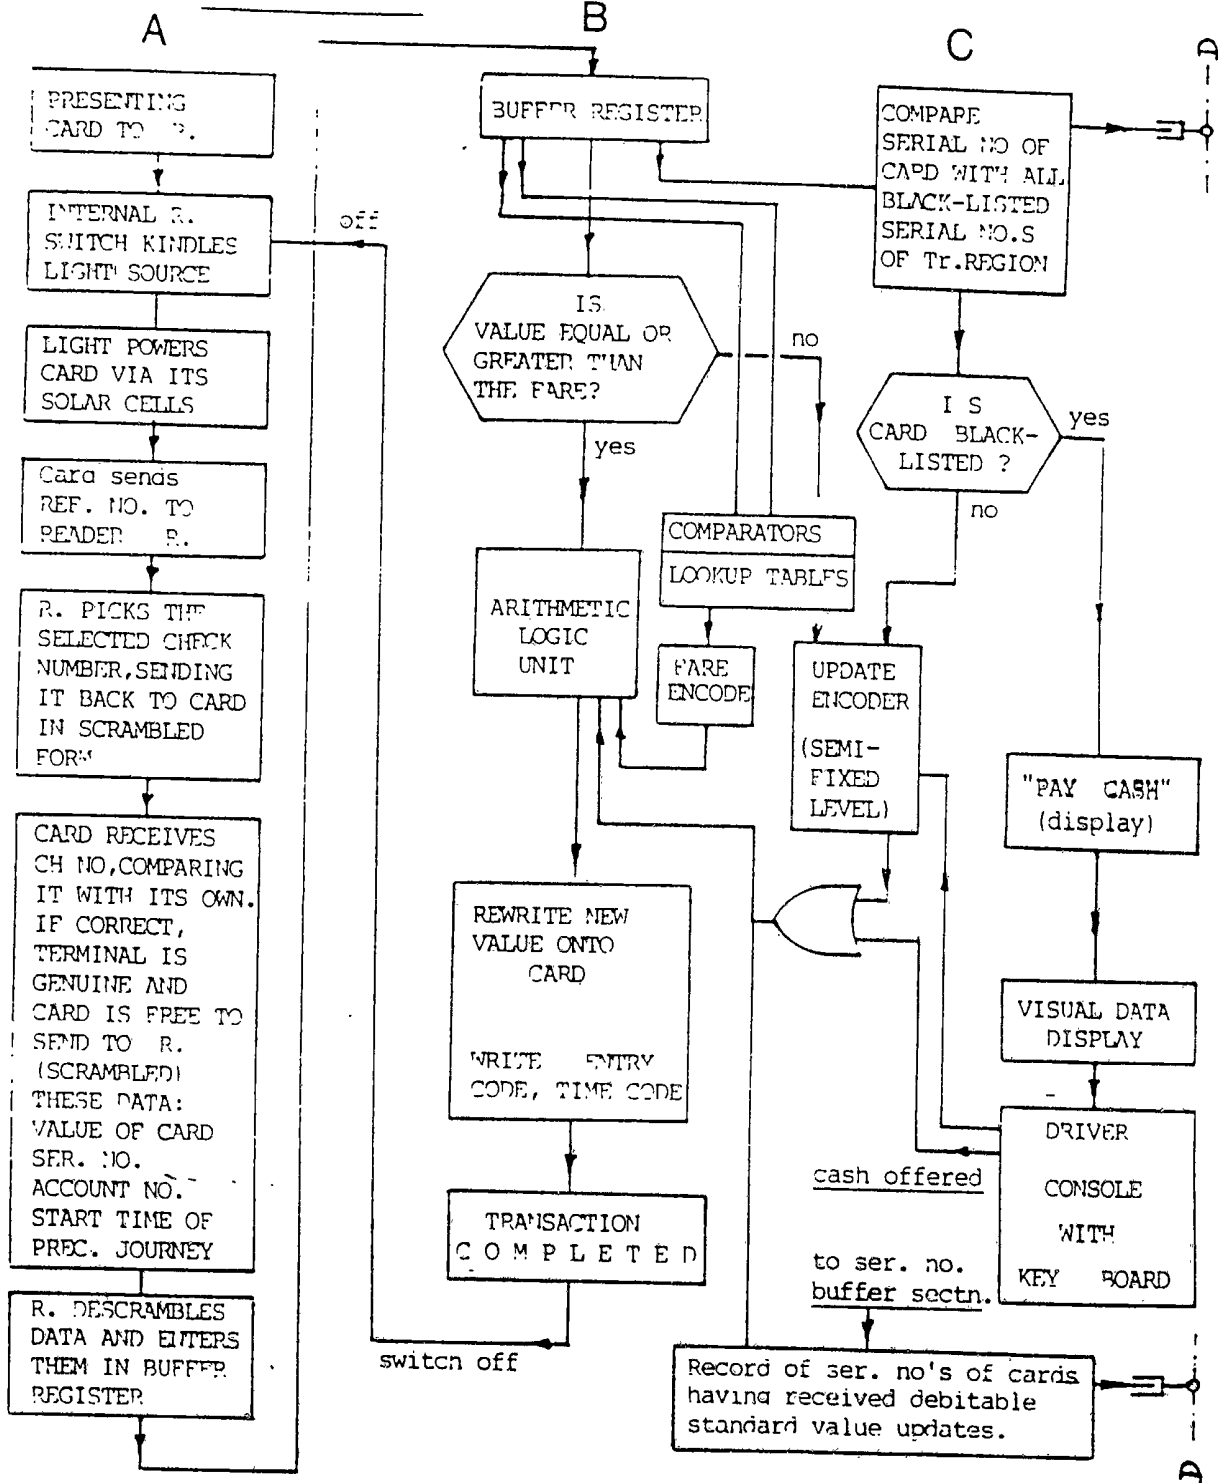 A
PRESENTING
CARD TO R.
INTERNAL R.
SWITCH KINDLES
LIGHT SOURCE
LIGHT POWERS
CARD VIA ITS
SOLAR CELLS
Card sends
REF. NO. TO
READER R.
R. PICKS THE
SELECTED CHECK
NUMBER,SENDING
IT BACK TO CARD
IN SCRAMBLED
FORM
CARD RECEIVES
CH NO,COMPARING
IT WITH ITS OWN.
IF CORRECT,
TERMINAL IS
GENUINE AND
CARD IS FREE TO
SEND TO R.
(SCRAMBLED)
THESE DATA:
VALUE OF CARD
SER. NO.
ACCOUNT NO.
START TIME OF
PREC. JOURNEY
R. DESCRAMBLES
DATA AND ENTERS
THEM IN BUFFER
REGISTER
off
B
BUFFER REGISTER
IS
VALUE EQUAL OR
GREATER THAN
THE FARE?
no
yes
COMPARATORS
LOOKUP TABLES
ARITHMETIC
LOGIC
UNIT
FARE
ENCODE
REWRITE NEW
VALUE ONTO
CARD
WRITE ENTRY
CODE, TIME CODE
TRANSACTION
COMPLETED
switch off
C
COMPARE
SERIAL NO OF
CARD WITH ALL
BLACK-LISTED
SERIAL NO.S
OF Tr.REGION
IS
CARD BLACK-
LISTED ?
yes
no
UPDATE
ENCODER
(SEMI-
FIXED
LEVEL)
"PAY CASH"
(display)
VISUAL DATA
DISPLAY
DRIVER
CONSOLE
WITH
KEY BOARD
cash offered
to ser. no.
buffer sectn.
Record of ser. no's of cards
having received debitable
standard value updates.
D
D